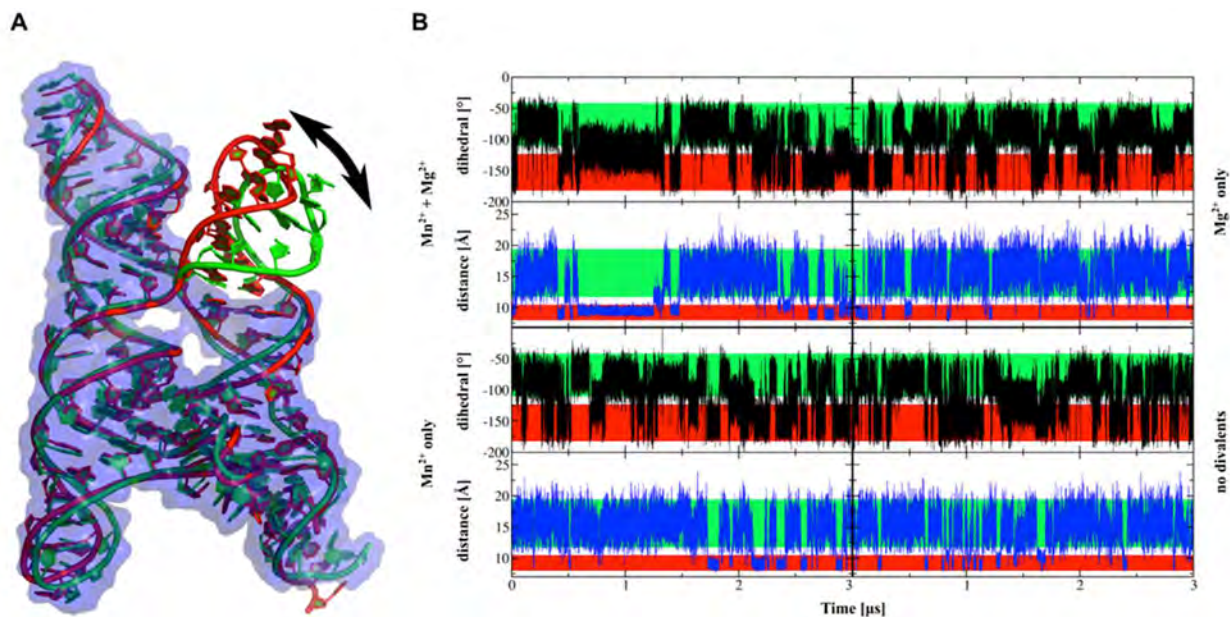 A
B
Mn²⁺ + Mg²⁺
dihedral [°]
0
-50
-100
-150
-200
Mg²⁺ only
distance [Å]
25
20
15
10
Mn²⁺ only
dihedral [°]
-50
-100
-150
-200
no divalents
distance [Å]
25
20
15
10
0
1
2
3
1
2
3
Time [µs]